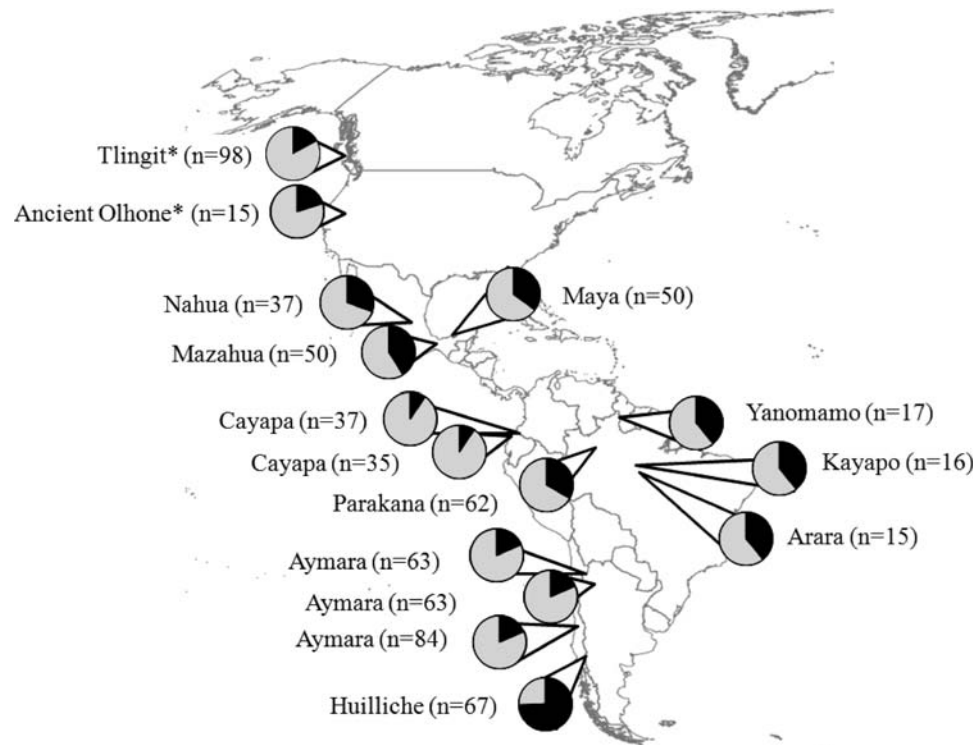 Tlingit* (n=98)
Ancient Olhone* (n=15)
Nahua (n=37)
Maya (n=50)
Mazahua (n=50)
Cayapa (n=37)
Yanomamo (n=17)
Cayapa (n=35)
Kayapo (n=16)
Parakana (n=62)
Arara (n=15)
Aymara (n=63)
Aymara (n=63)
Aymara (n=84)
Huilliche (n=67)